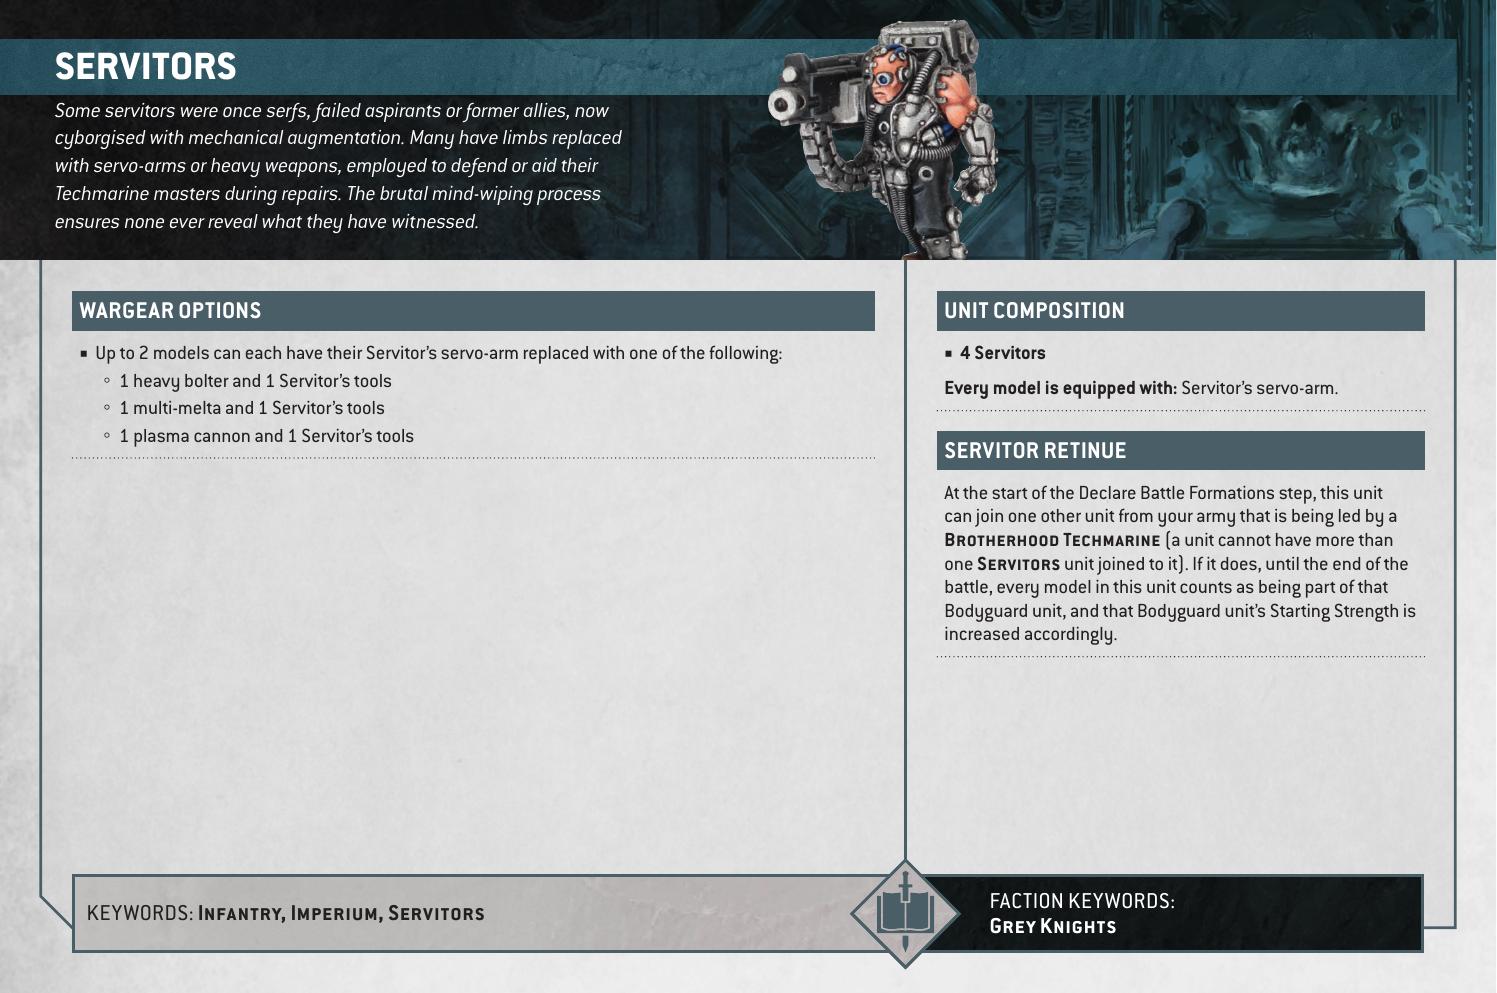 SERVITORS
Some servitors were once serfs, failed aspirants or former allies, now
cyborgised with mechanical augmentation. Many have limbs replaced
with servo-arms or heavy weapons, employed to defend or aid their
Techmarine masters during repairs. The brutal mind-wiping process
ensures none ever reveal what they have witnessed.
WARGEAR OPTIONS
■ Up to 2 models can each have their Servitor’s servo-arm replaced with one of the following:
◦ 1 heavy bolter and 1 Servitor’s tools
◦ 1 multi-melta and 1 Servitor’s tools
◦ 1 plasma cannon and 1 Servitor’s tools
UNIT COMPOSITION
■ 4 Servitors
Every model is equipped with: Servitor’s servo-arm.
SERVITOR RETINUE
At the start of the Declare Battle Formations step, this unit
can join one other unit from your army that is being led by a
BROTHERHOOD TECHMARINE (a unit cannot have more than
one SERVITORS unit joined to it). If it does, until the end of the
battle, every model in this unit counts as being part of that
Bodyguard unit, and that Bodyguard unit’s Starting Strength is
increased accordingly.
KEYWORDS: INFANTRY, IMPERIUM, SERVITORS
FACTION KEYWORDS:
GREY KNIGHTS